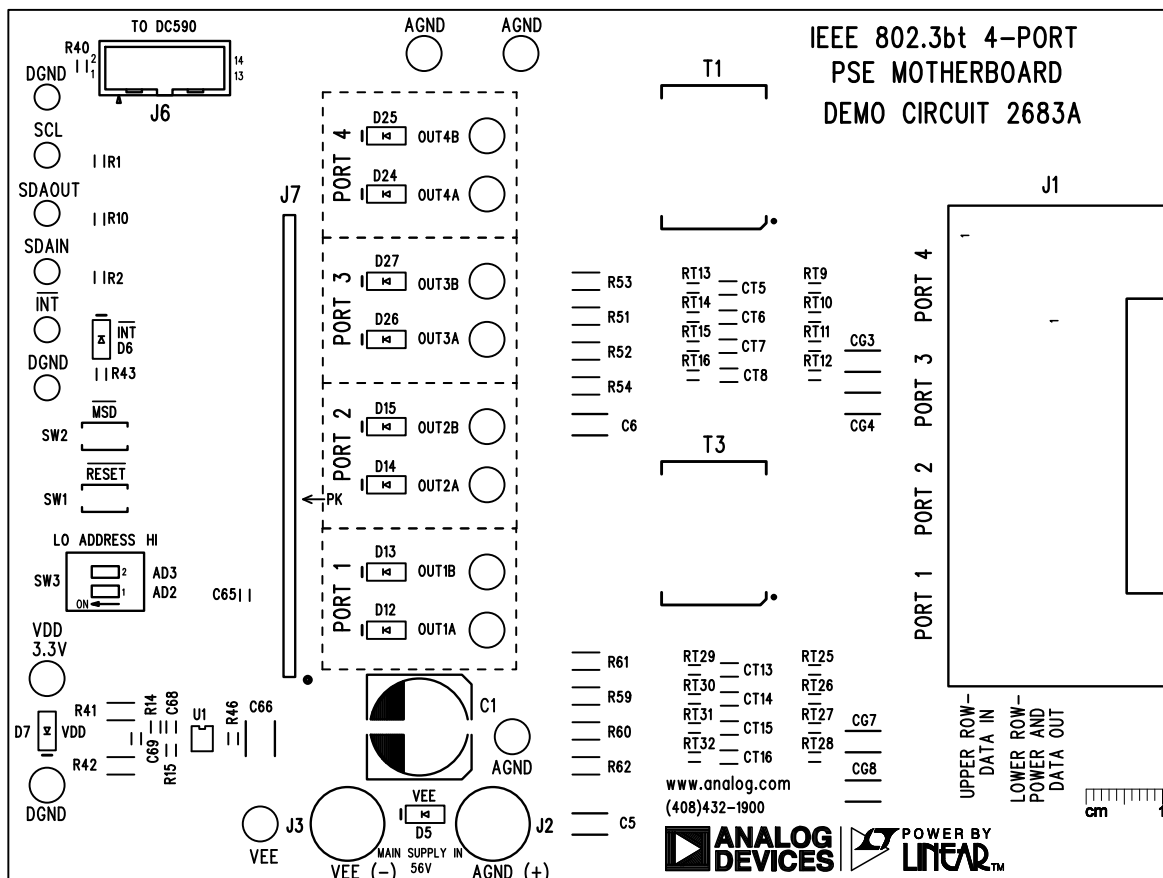 TO DC590
R40
2
1
14
13
J6
AGND
AGND
IEEE 802.3bt 4-PORT
PSE MOTHERBOARD
DEMO CIRCUIT 2683A
DGND
SCL
R1
SDAOUT
R10
SDAIN
R2
INT
INT
D6
DGND
R43
MSD
SW2
RESET
SW1
LO ADDRESS HI
SW3
2
AD3
1
AD2
ON
C65
VDD
3.3V
R41
R14
C68
U1
R46
C66
D7
VDD
C69
R15
R42
DGND
J7
PK
PORT 4
D25
OUT4B
D24
OUT4A
PORT 3
D27
OUT3B
D26
OUT3A
PORT 2
D15
OUT2B
D14
OUT2A
PORT 1
D13
OUT1B
D12
OUT1A
C1
AGND
VEE
J3
VEE
D5
J2
MAIN SUPPLY IN
56V
VEE (-)
AGND (+)
T1
R53
R51
R52
R54
C6
RT13
RT14
RT15
RT16
CT5
CT6
CT7
CT8
RT9
RT10
RT11
RT12
CG3
CG4
T3
R61
R59
R60
R62
C5
RT29
RT30
RT31
RT32
CT13
CT14
CT15
CT16
RT25
RT26
RT27
RT28
CG7
CG8
J1
1
1
PORT 4
PORT 3
PORT 2
PORT 1
UPPER ROW-
DATA IN
LOWER ROW-
POWER AND
DATA OUT
cm
1
www.analog.com
(408)432-1900
ANALOG
DEVICES
POWER BY
LINEAR™